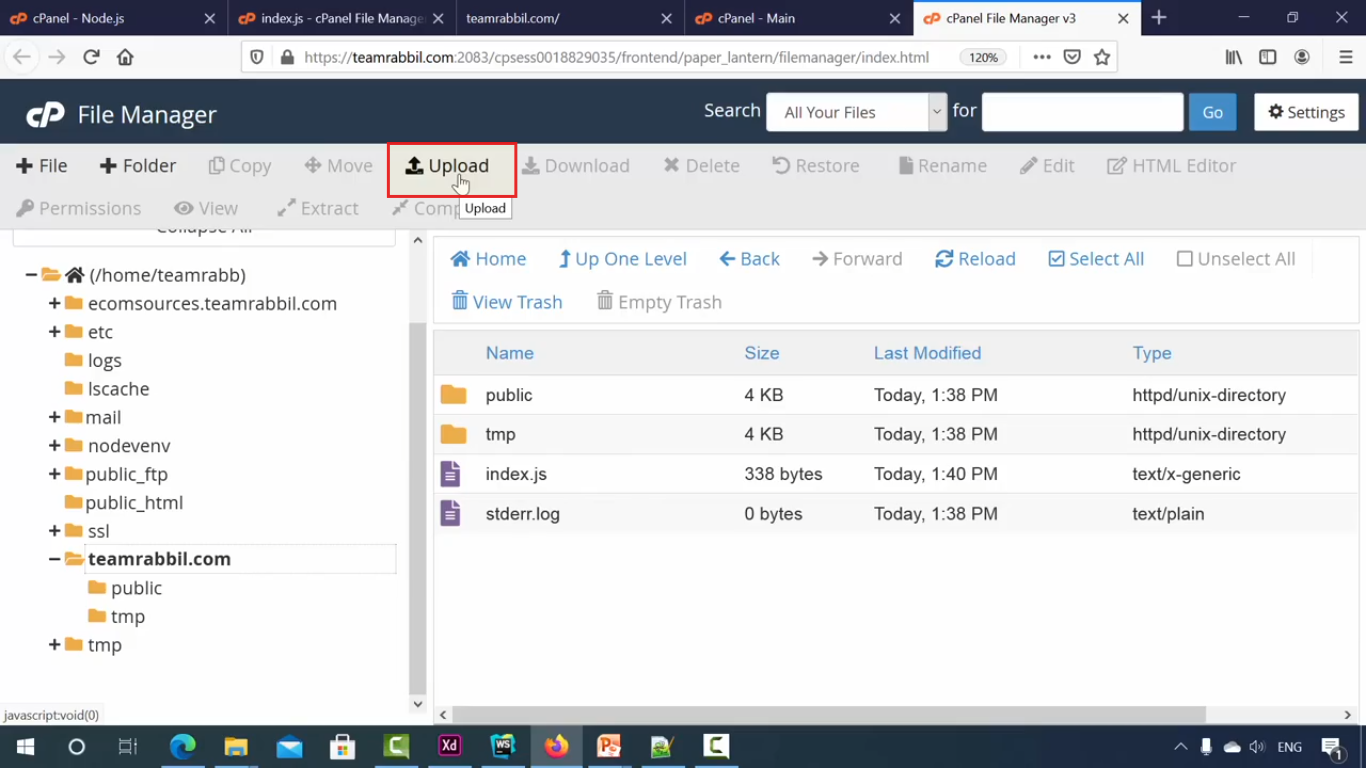 cPanel - Node.js
index.js - cPanel File Manage
teamrabbil.com/
cPanel - Main
cPanel File Manager v3
https://teamrabbil.com:2083/cpsess0018829035/frontend/paper_lantern/filemanager/index.html
120%
cP File Manager
Search All Your Files for Go Settings
File Folder Copy Move Upload Download Delete Restore Rename Edit HTML Editor
Permissions View Extract Comp
Upload
Collapse All
(/home/teamrabb)
ecomsources.teamrabbil.com
etc
logs
lscache
mail
nodevenv
public_ftp
public_html
ssl
teamrabbil.com
public
tmp
tmp
Home Up One Level Back Forward Reload Select All Unselect All
View Trash Empty Trash
Name Size Last Modified Type
public 4 KB Today, 1:38 PM httpd/unix-directory
tmp 4 KB Today, 1:38 PM httpd/unix-directory
index.js 338 bytes Today, 1:40 PM text/x-generic
stderr.log 0 bytes Today, 1:38 PM text/plain
javascript:void(0)
Xd
WS
ENG
1